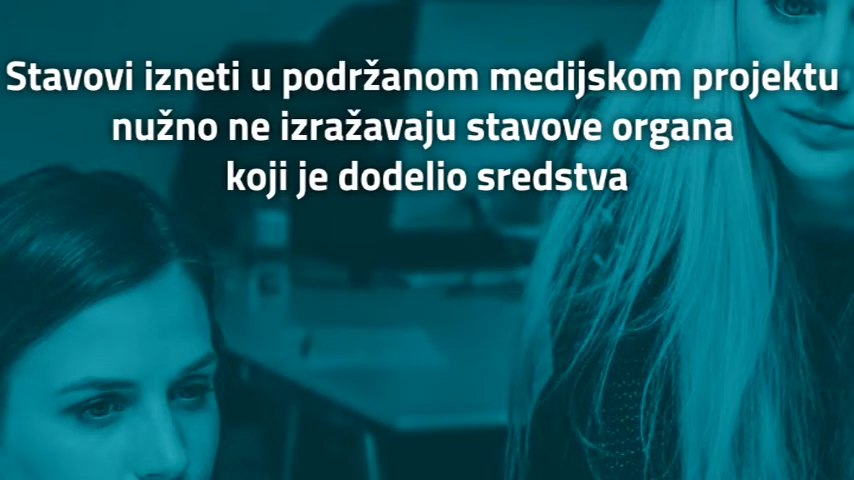 Stavovi izneti u podržanom medijskom projektu
nužno ne izražavaju stavove organa
koji je dodelio sredstva